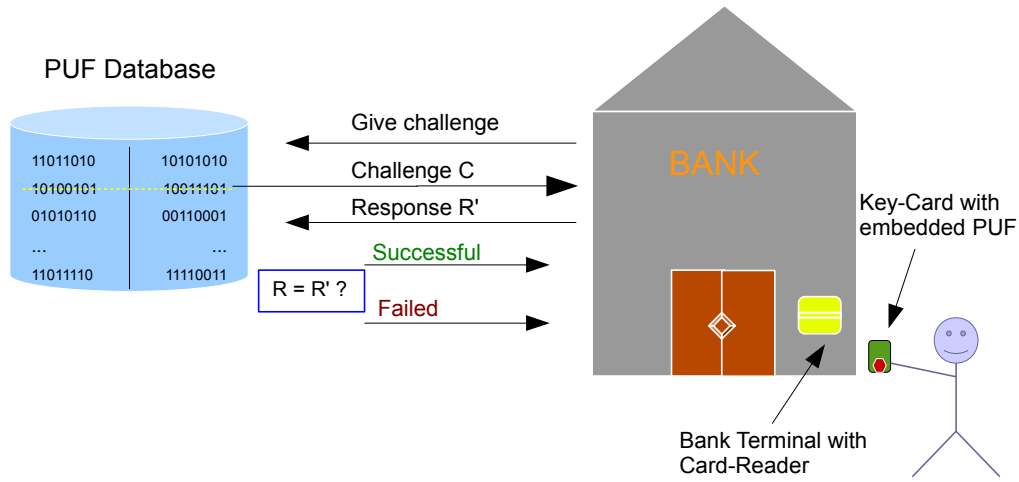 PUF Database
11011010 10101010
10100101 10011101
01010110 00110001
... ...
11011110 11110011
Give challenge
Challenge C
Response R'
Successful
R = R' ?
Failed
BANK
Key-Card with
embedded PUF
Bank Terminal with
Card-Reader